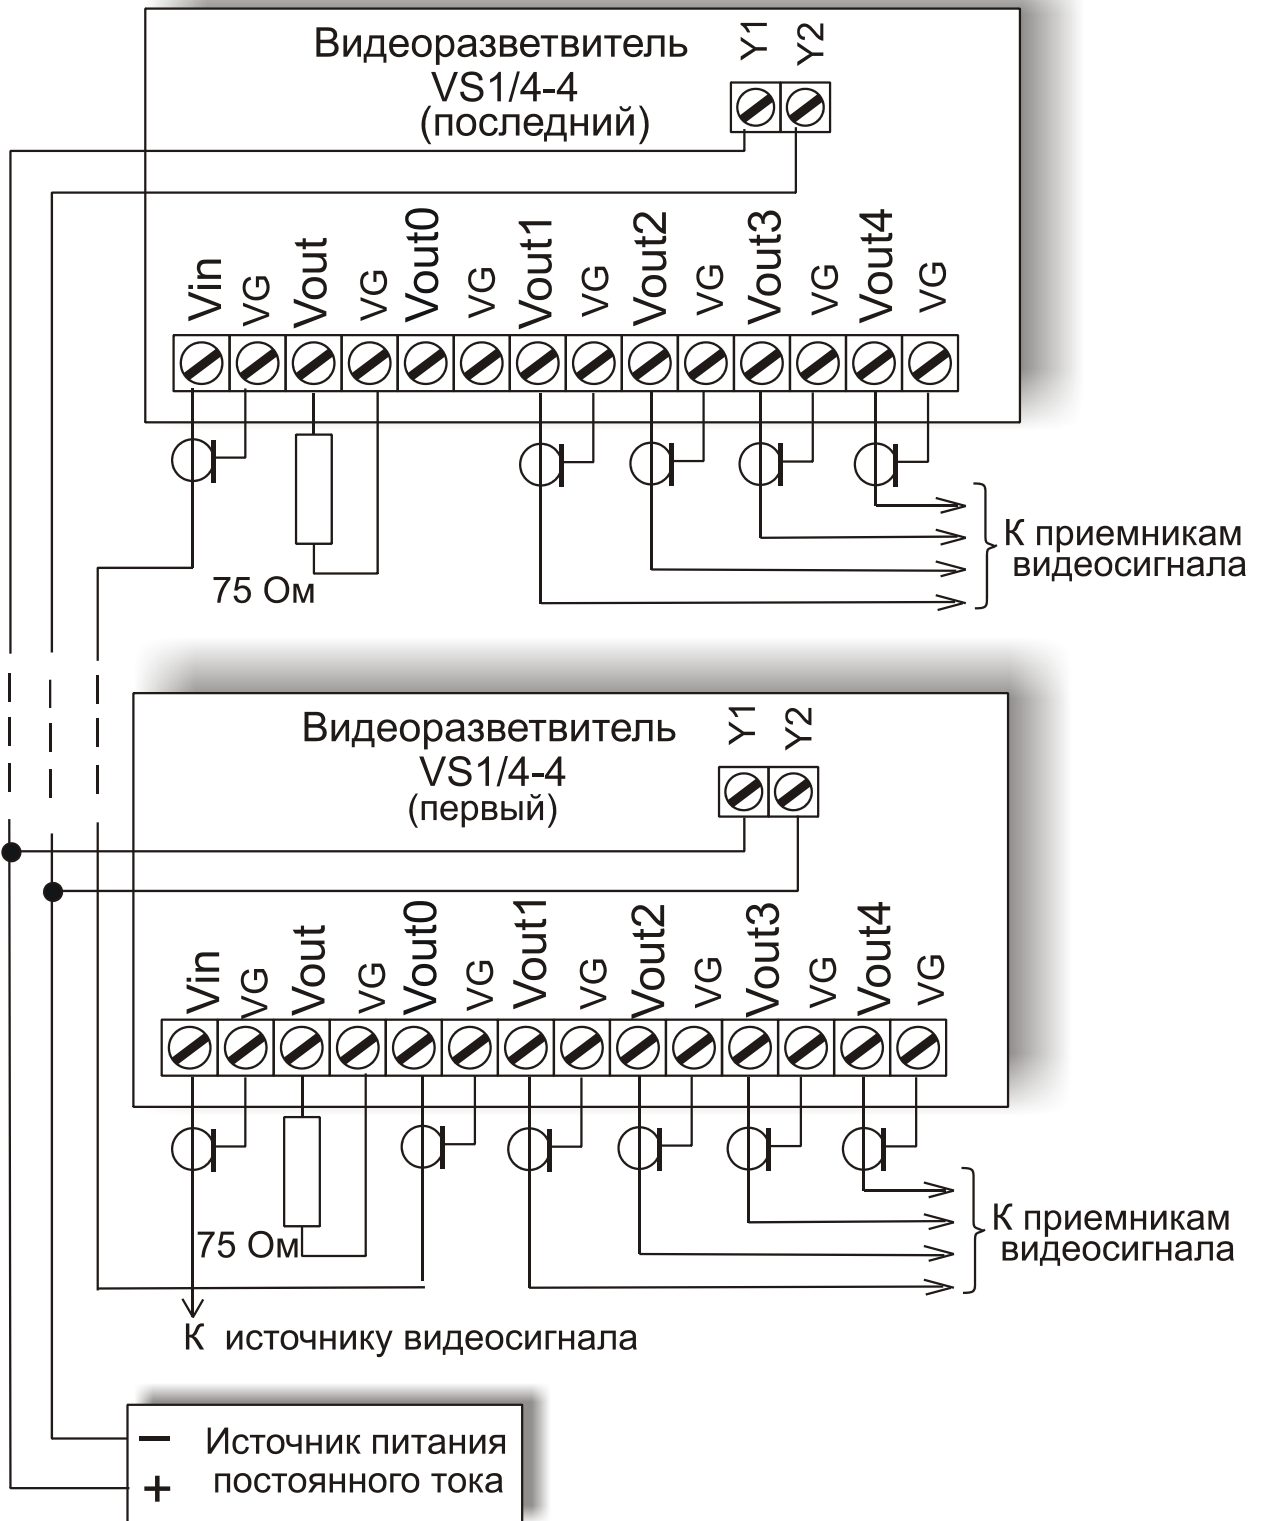 Видеоразветвитель
VS1/4-4
(последний)
Y1
Y2
Vin
VG
Vout
VG
Vout0
VG
Vout1
VG
Vout2
VG
Vout3
VG
Vout4
VG
75 Ом
К приемникам
видеосигнала
Видеоразветвитель
VS1/4-4
(первый)
Y1
Y2
Vin
VG
Vout
VG
Vout0
VG
Vout1
VG
Vout2
VG
Vout3
VG
Vout4
VG
75 Ом
К приемникам
видеосигнала
К источнику видеосигнала
− Источник питания
+ постоянного тока